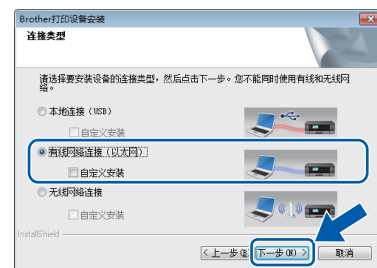 Brother打印设备安装
连接类型
请选择要安装设备的连接类型，然后点击下一步。您不能同时使用有线和无线网
络。
本地连接（USB）
自定义安装
有线网络连接（以太网）
自定义安装
无线网络连接
自定义安装
InstallShield
< 上一步(B) 下一步(N) > 取消